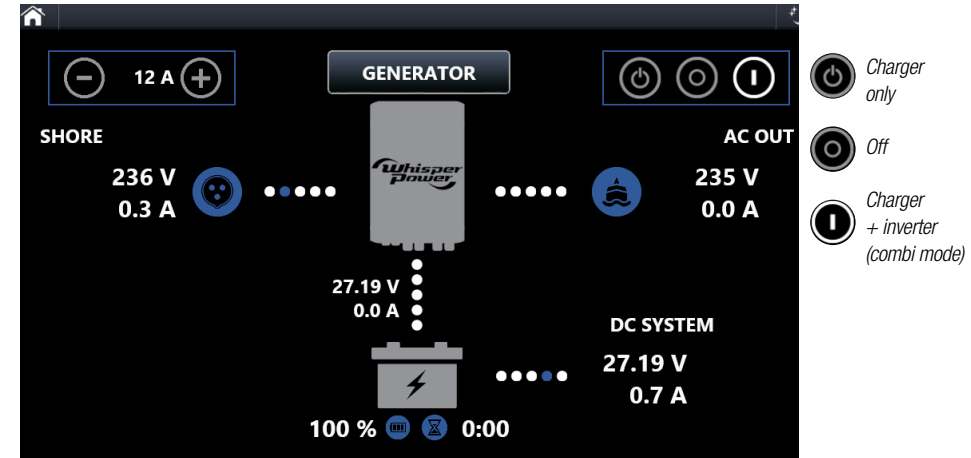 12 A
GENERATOR
SHORE
236 V
0.3 A
Whisper
Power
AC OUT
235 V
0.0 A
27.19 V
0.0 A
DC SYSTEM
27.19 V
0.7 A
100 %
0:00
Charger
only
Off
Charger
+ inverter
(combi mode)